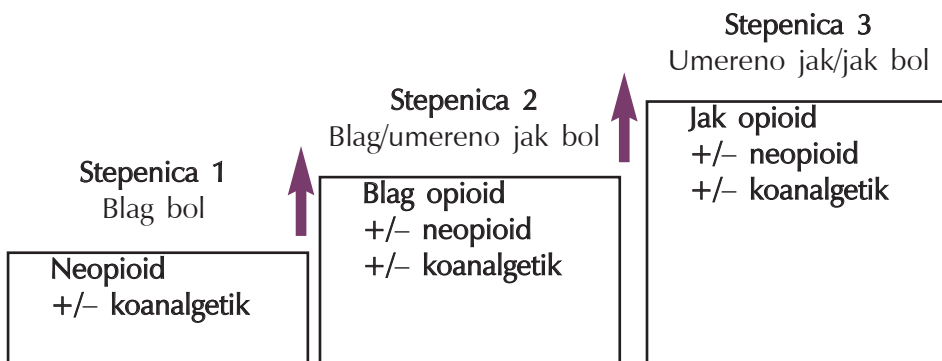 Stepenica 1
Blag bol
Neopioid
+/– koanalgetik
Stepenica 2
Blag/umereno jak bol
Blag opioid
+/– neopioid
+/– koanalgetik
Stepenica 3
Umereno jak/jak bol
Jak opioid
+/– neopioid
+/– koanalgetik